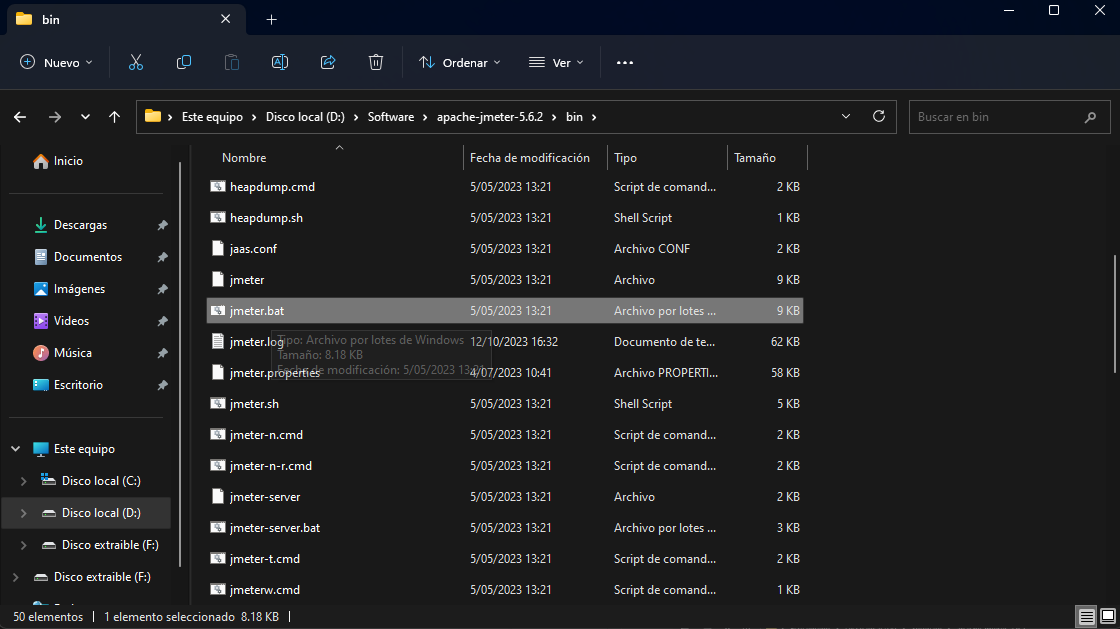 bin
Nuevo
Ordenar
Ver
Este equipo
Disco local (D:)
Software
apache-jmeter-5.6.2
bin
Buscar en bin
Inicio
Descargas
Documentos
Imágenes
Videos
Música
Escritorio
Este equipo
Disco local (C:)
Disco local (D:)
Disco extraible (F:)
Disco extraible (F:)
Nombre Fecha de modificación Tipo Tamaño
heapdump.cmd 5/05/2023 13:21 Script de comand... 2 KB
heapdump.sh 5/05/2023 13:21 Shell Script 1 KB
jaas.conf 5/05/2023 13:21 Archivo CONF 2 KB
jmeter 5/05/2023 13:21 Archivo 9 KB
jmeter.bat 5/05/2023 13:21 Archivo por lotes ... 9 KB
jmeter.log 12/10/2023 16:32 Documento de te... 62 KB
jmeter.properties 4/07/2023 10:41 Archivo PROPERTI... 58 KB
jmeter.sh 5/05/2023 13:21 Shell Script 5 KB
jmeter-n.cmd 5/05/2023 13:21 Script de comand... 2 KB
jmeter-n-r.cmd 5/05/2023 13:21 Script de comand... 2 KB
jmeter-server 5/05/2023 13:21 Archivo 2 KB
jmeter-server.bat 5/05/2023 13:21 Archivo por lotes ... 3 KB
jmeter-t.cmd 5/05/2023 13:21 Script de comand... 2 KB
jmeterw.cmd 5/05/2023 13:21 Script de comand... 1 KB
Tipo: Archivo por lotes de Windows
Tamaño: 8.18 KB
Fecha de modificación: 5/05/2023 13:21
50 elementos
1 elemento seleccionado 8.18 KB